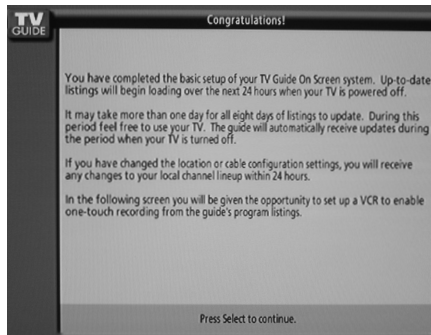 TV
GUIDE
Congratulations!
You have completed the basic setup of your TV Guide On Screen system. Up-to-date
listings will begin loading over the next 24 hours when your TV is powered off.
It may take more than one day for all eight days of listings to update. During this
period feel free to use your TV. The guide will automatically receive updates during
the period when your TV is turned off.
If you have changed the location or cable configuration settings, you will receive
any changes to your local channel lineup within 24 hours.
In the following screen you will be given the opportunity to set up a VCR to enable
one-touch recording from the guide's program listings.
Press Select to continue.